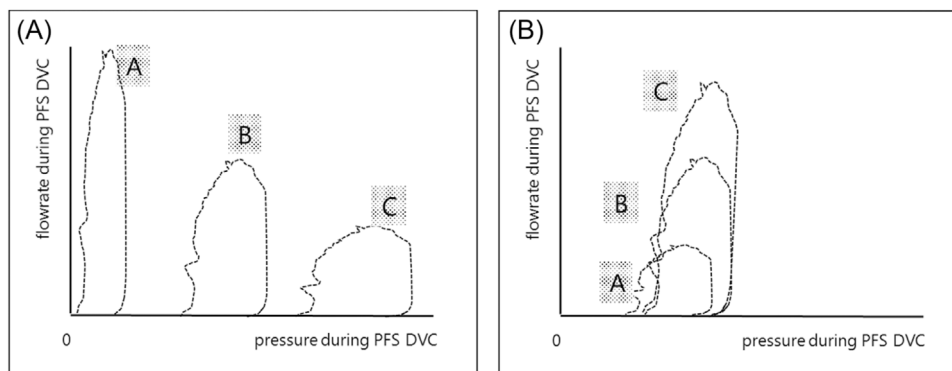 (A)
A
B
C
flowrate during PFS DVC
0
pressure during PFS DVC
(B)
C
B
A
flowrate during PFS DVC
0
pressure during PFS DVC